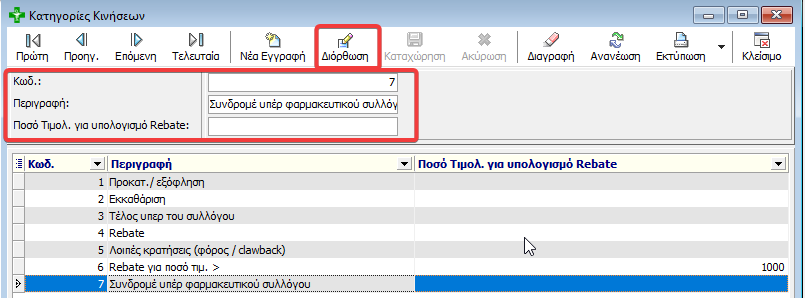 Κατηγορίες Κινήσεων
Πρώτη Προηγ. Επόμενη Τελευταία Νέα Εγγραφή Διόρθωση Καταχώρηση Ακύρωση Διαγραφή Ανανέωση Εκτύπωση Κλείσιμο
Κωδ.: 7
Περιγραφή: Συνδρομέ υπέρ φαρμακευτικού συλλόγ
Ποσό Τιμολ. για υπολογισμό Rebate:
Κωδ. Περιγραφή Ποσό Τιμολ. για υπολογισμό Rebate
1 Προκατ./ εξόφληση
2 Εκκαθάριση
3 Τέλος υπερ του συλλόγου
4 Rebate
5 Λοιπές κρατήσεις (φόρος / clawback)
6 Rebate για ποσό τιμ. > 1000
7 Συνδρομέ υπέρ φαρμακευτικού συλλόγου